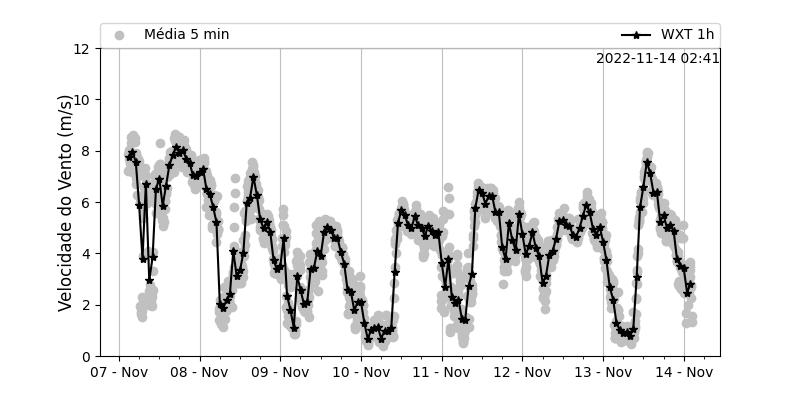 Média 5 min
WXT 1h
2022-11-14 02:41
Velocidade do Vento (m/s)
12
10
8
6
4
2
0
07 - Nov
08 - Nov
09 - Nov
10 - Nov
11 - Nov
12 - Nov
13 - Nov
14 - Nov